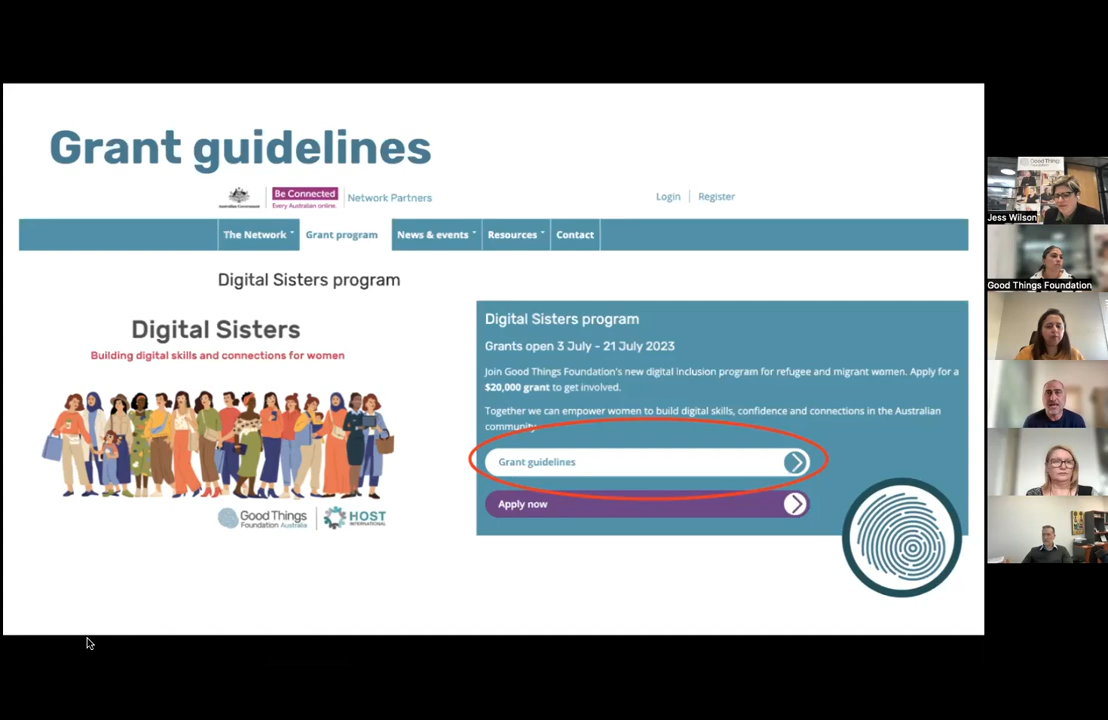 Grant guidelines
Australian Government
Be Connected
Every Australian online.
Network Partners
Login
Register
The Network
Grant program
News & events
Resources
Contact
Digital Sisters program
Digital Sisters
Building digital skills and connections for women
Good Things
Foundation Australia
HOST
INTERNATIONAL
Digital Sisters program
Grants open 3 July - 21 July 2023
Join Good Things Foundation's new digital inclusion program for refugee and migrant women. Apply for a
$20,000 grant to get involved.
Together we can empower women to build digital skills, confidence and connections in the Australian
community.
Grant guidelines
Apply now
Good Thing
Jess Wilson
Good Things Foundation